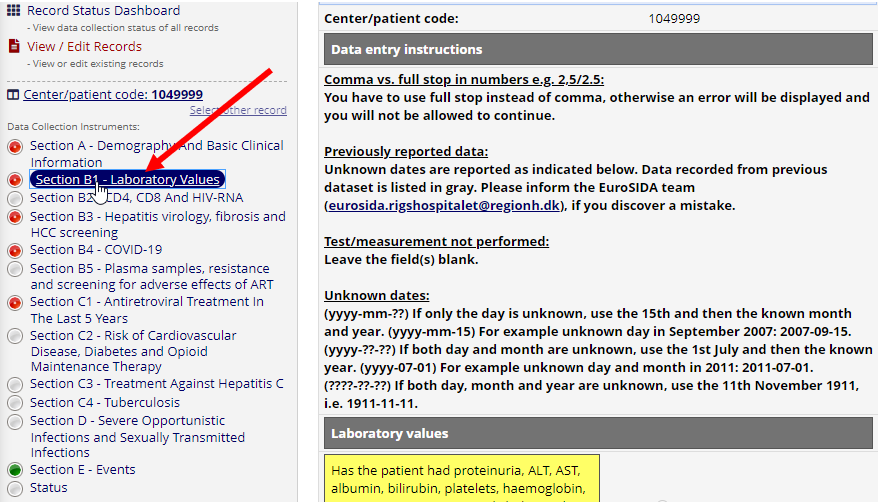 Record Status Dashboard
- View data collection status of all records
View / Edit Records
- View or edit existing records
Center/patient code: 1049999
Select other record
Data Collection Instruments:
Section A - Demography And Basic Clinical
Information
Section B1 - Laboratory Values
Section B2 CD4, CD8 And HIV-RNA
Section B3 - Hepatitis virology, fibrosis and
HCC screening
Section B4 - COVID-19
Section B5 - Plasma samples, resistance
and screening for adverse effects of ART
Section C1 - Antiretroviral Treatment In
The Last 5 Years
Section C2 - Risk of Cardiovascular
Disease, Diabetes and Opioid
Maintenance Therapy
Section C3 - Treatment Against Hepatitis C
Section C4 - Tuberculosis
Section D - Severe Opportunistic
Infections and Sexually Transmitted
Infections
Section E - Events
Status
Center/patient code: 1049999
Data entry instructions
Comma vs. full stop in numbers e.g. 2,5/2.5:
You have to use full stop instead of comma, otherwise an error will be displayed and
you will not be allowed to continue.
Previously reported data:
Unknown dates are reported as indicated below. Data recorded from previous
dataset is listed in gray. Please inform the EuroSIDA team
(eurosida.rigshospitalet@regionh.dk), if you discover a mistake.
Test/measurement not performed:
Leave the field(s) blank.
Unknown dates:
(yyyy-mm-??) If only the day is unknown, use the 15th and then the known month
and year. (yyyy-mm-15) For example unknown day in September 2007: 2007-09-15.
(yyyy-??-??) If both day and month are unknown, use the 1st July and then the known
year. (yyyy-07-01) For example unknown day and month in 2011: 2011-07-01.
(????-??-??) If both day, month and year are unknown, use the 11th November 1911,
i.e. 1911-11-11.
Laboratory values
Has the patient had proteinuria, ALT, AST,
albumin, bilirubin, platelets, haemoglobin,